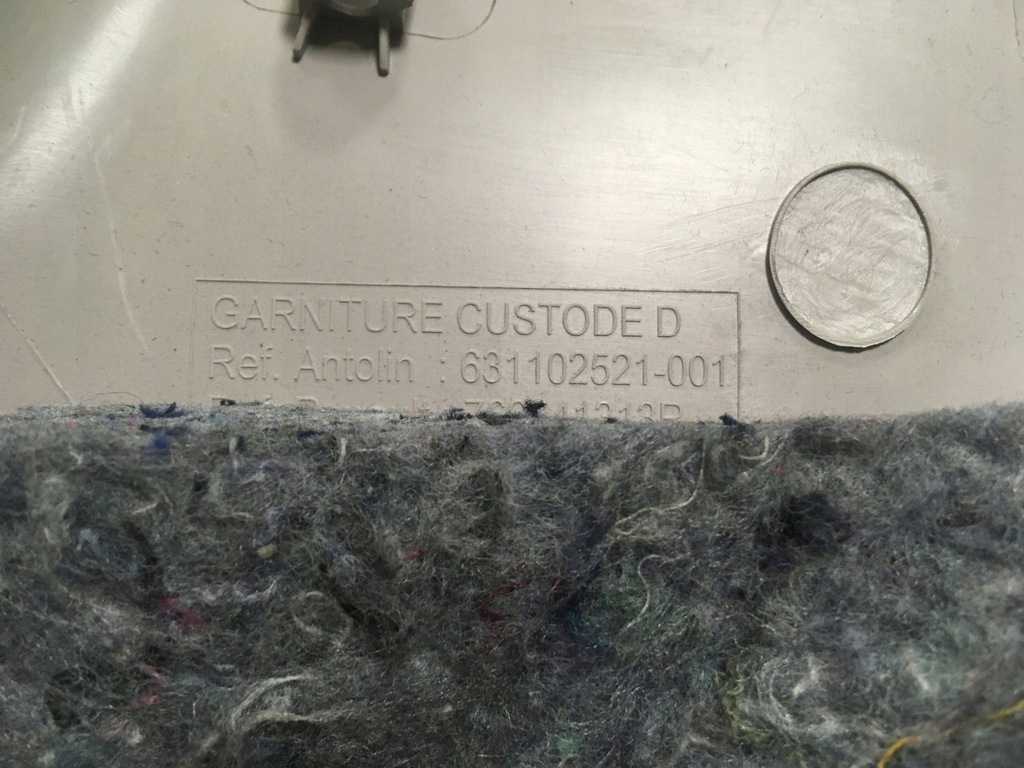 GARNITURE CUSTODE D
Ref. Antolin : 631102521-001